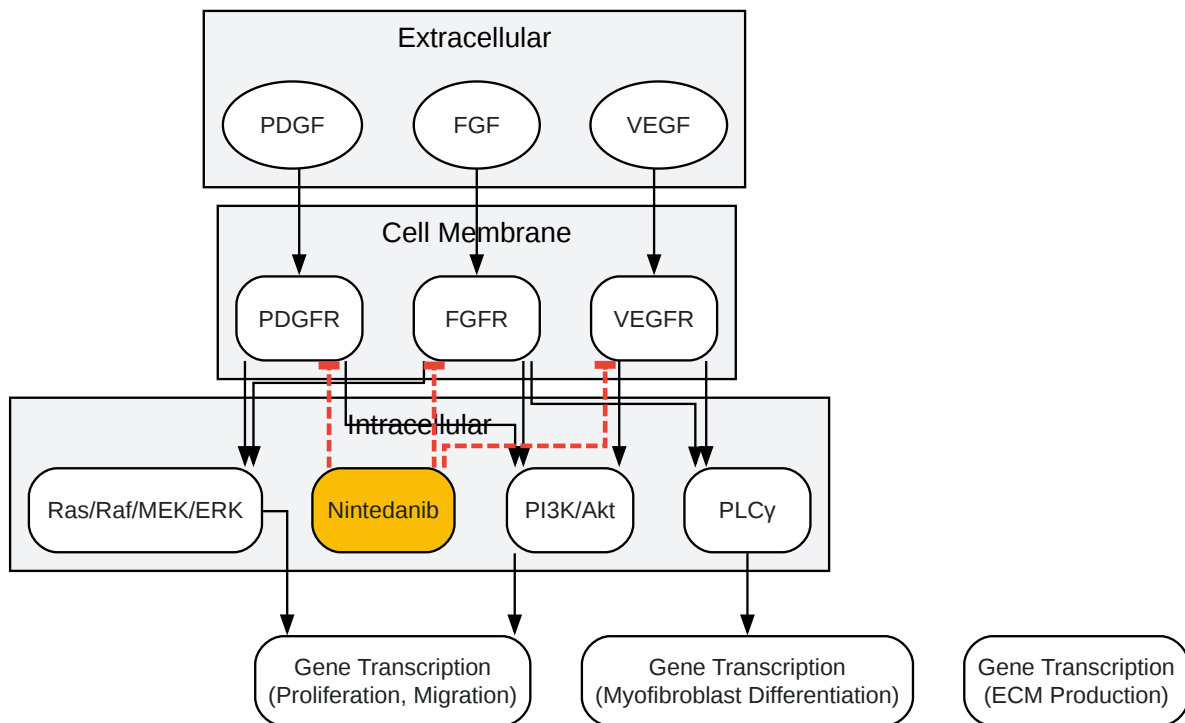 Extracellular
PDGF
FGF
VEGF
Cell Membrane
PDGFR
FGFR
VEGFR
Intracellular
Ras/Raf/MEK/ERK
Nintedanib
PI3K/Akt
PLCγ
Gene Transcription
(Proliferation, Migration)
Gene Transcription
(Myofibroblast Differentiation)
Gene Transcription
(ECM Production)